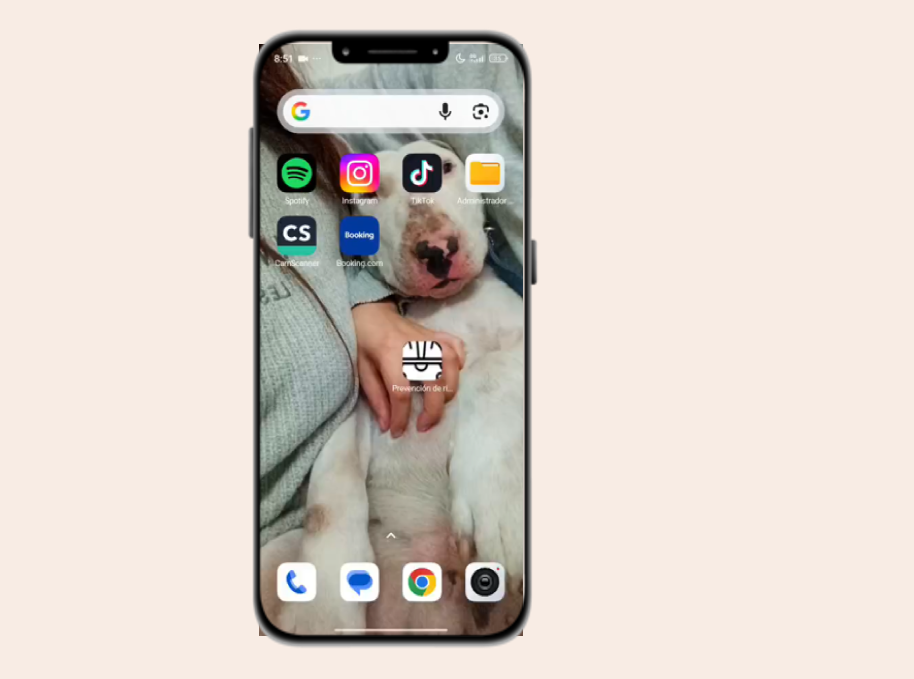 8:51
Spotify
Instagram
TikTok
Administrador...
CS
Booking
CamScanner
Booking.com
Prevención de ri...